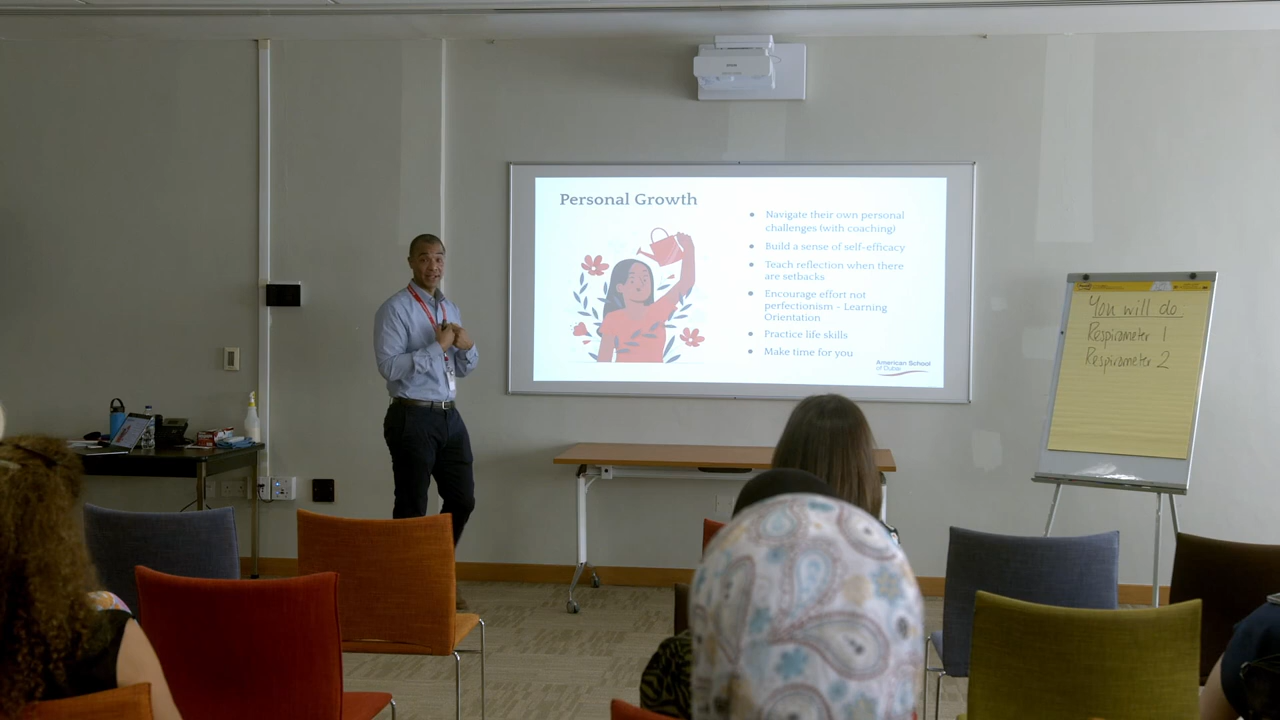 Personal Growth
Navigate their own personal
challenges (with coaching)
Build a sense of self-efficacy
Teach reflection when there
are setbacks
Encourage effort not
perfectionism - Learning
Orientation
Practice life skills
Make time for you
American School
of Dubai
You will do
Respirometer 1
Respirometer 2